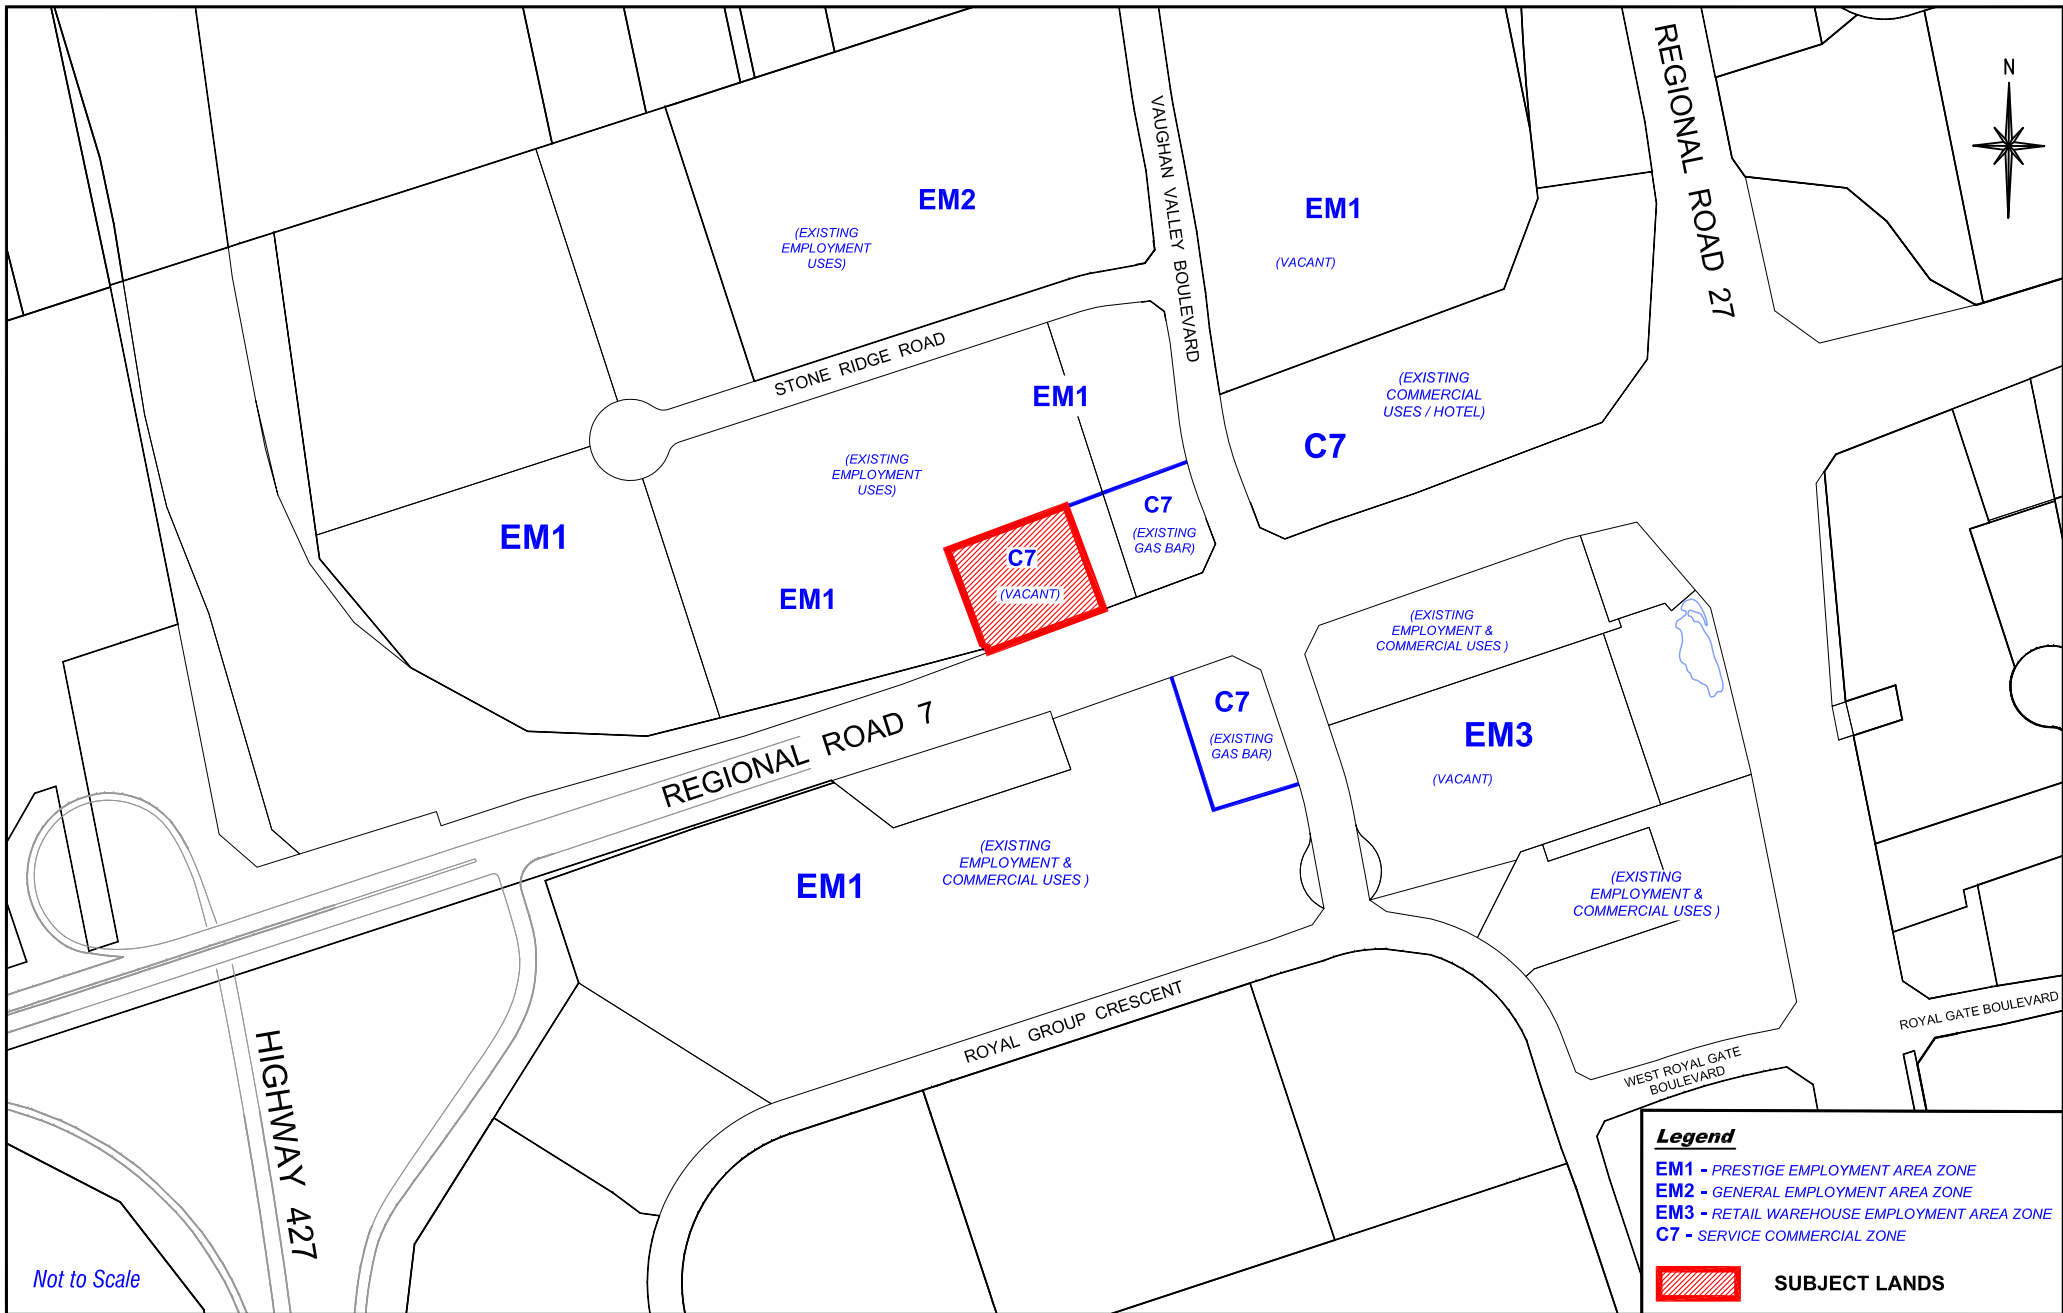 REGIONAL ROAD 27
N
VAUGHAN VALLEY BOULEVARD
EM2
(EXISTING
EMPLOYMENT
USES)
EM1
(VACANT)
STONE RIDGE ROAD
EM1
(EXISTING
COMMERCIAL
USES / HOTEL)
C7
(EXISTING
EMPLOYMENT
USES)
EM1
C7
(EXISTING
GAS BAR)
C7
(VACANT)
EM1
(EXISTING
EMPLOYMENT &
COMMERCIAL USES )
REGIONAL ROAD 7
C7
(EXISTING
GAS BAR)
EM3
(VACANT)
EM1
(EXISTING
EMPLOYMENT &
COMMERCIAL USES )
(EXISTING
EMPLOYMENT &
COMMERCIAL USES )
ROYAL GROUP CRESCENT
ROYAL GATE BOULEVARD
WEST ROYAL GATE
BOULEVARD
HIGHWAY 427
Not to Scale
Legend
EM1 - PRESTIGE EMPLOYMENT AREA ZONE
EM2 - GENERAL EMPLOYMENT AREA ZONE
EM3 - RETAIL WAREHOUSE EMPLOYMENT AREA ZONE
C7 - SERVICE COMMERCIAL ZONE
SUBJECT LANDS